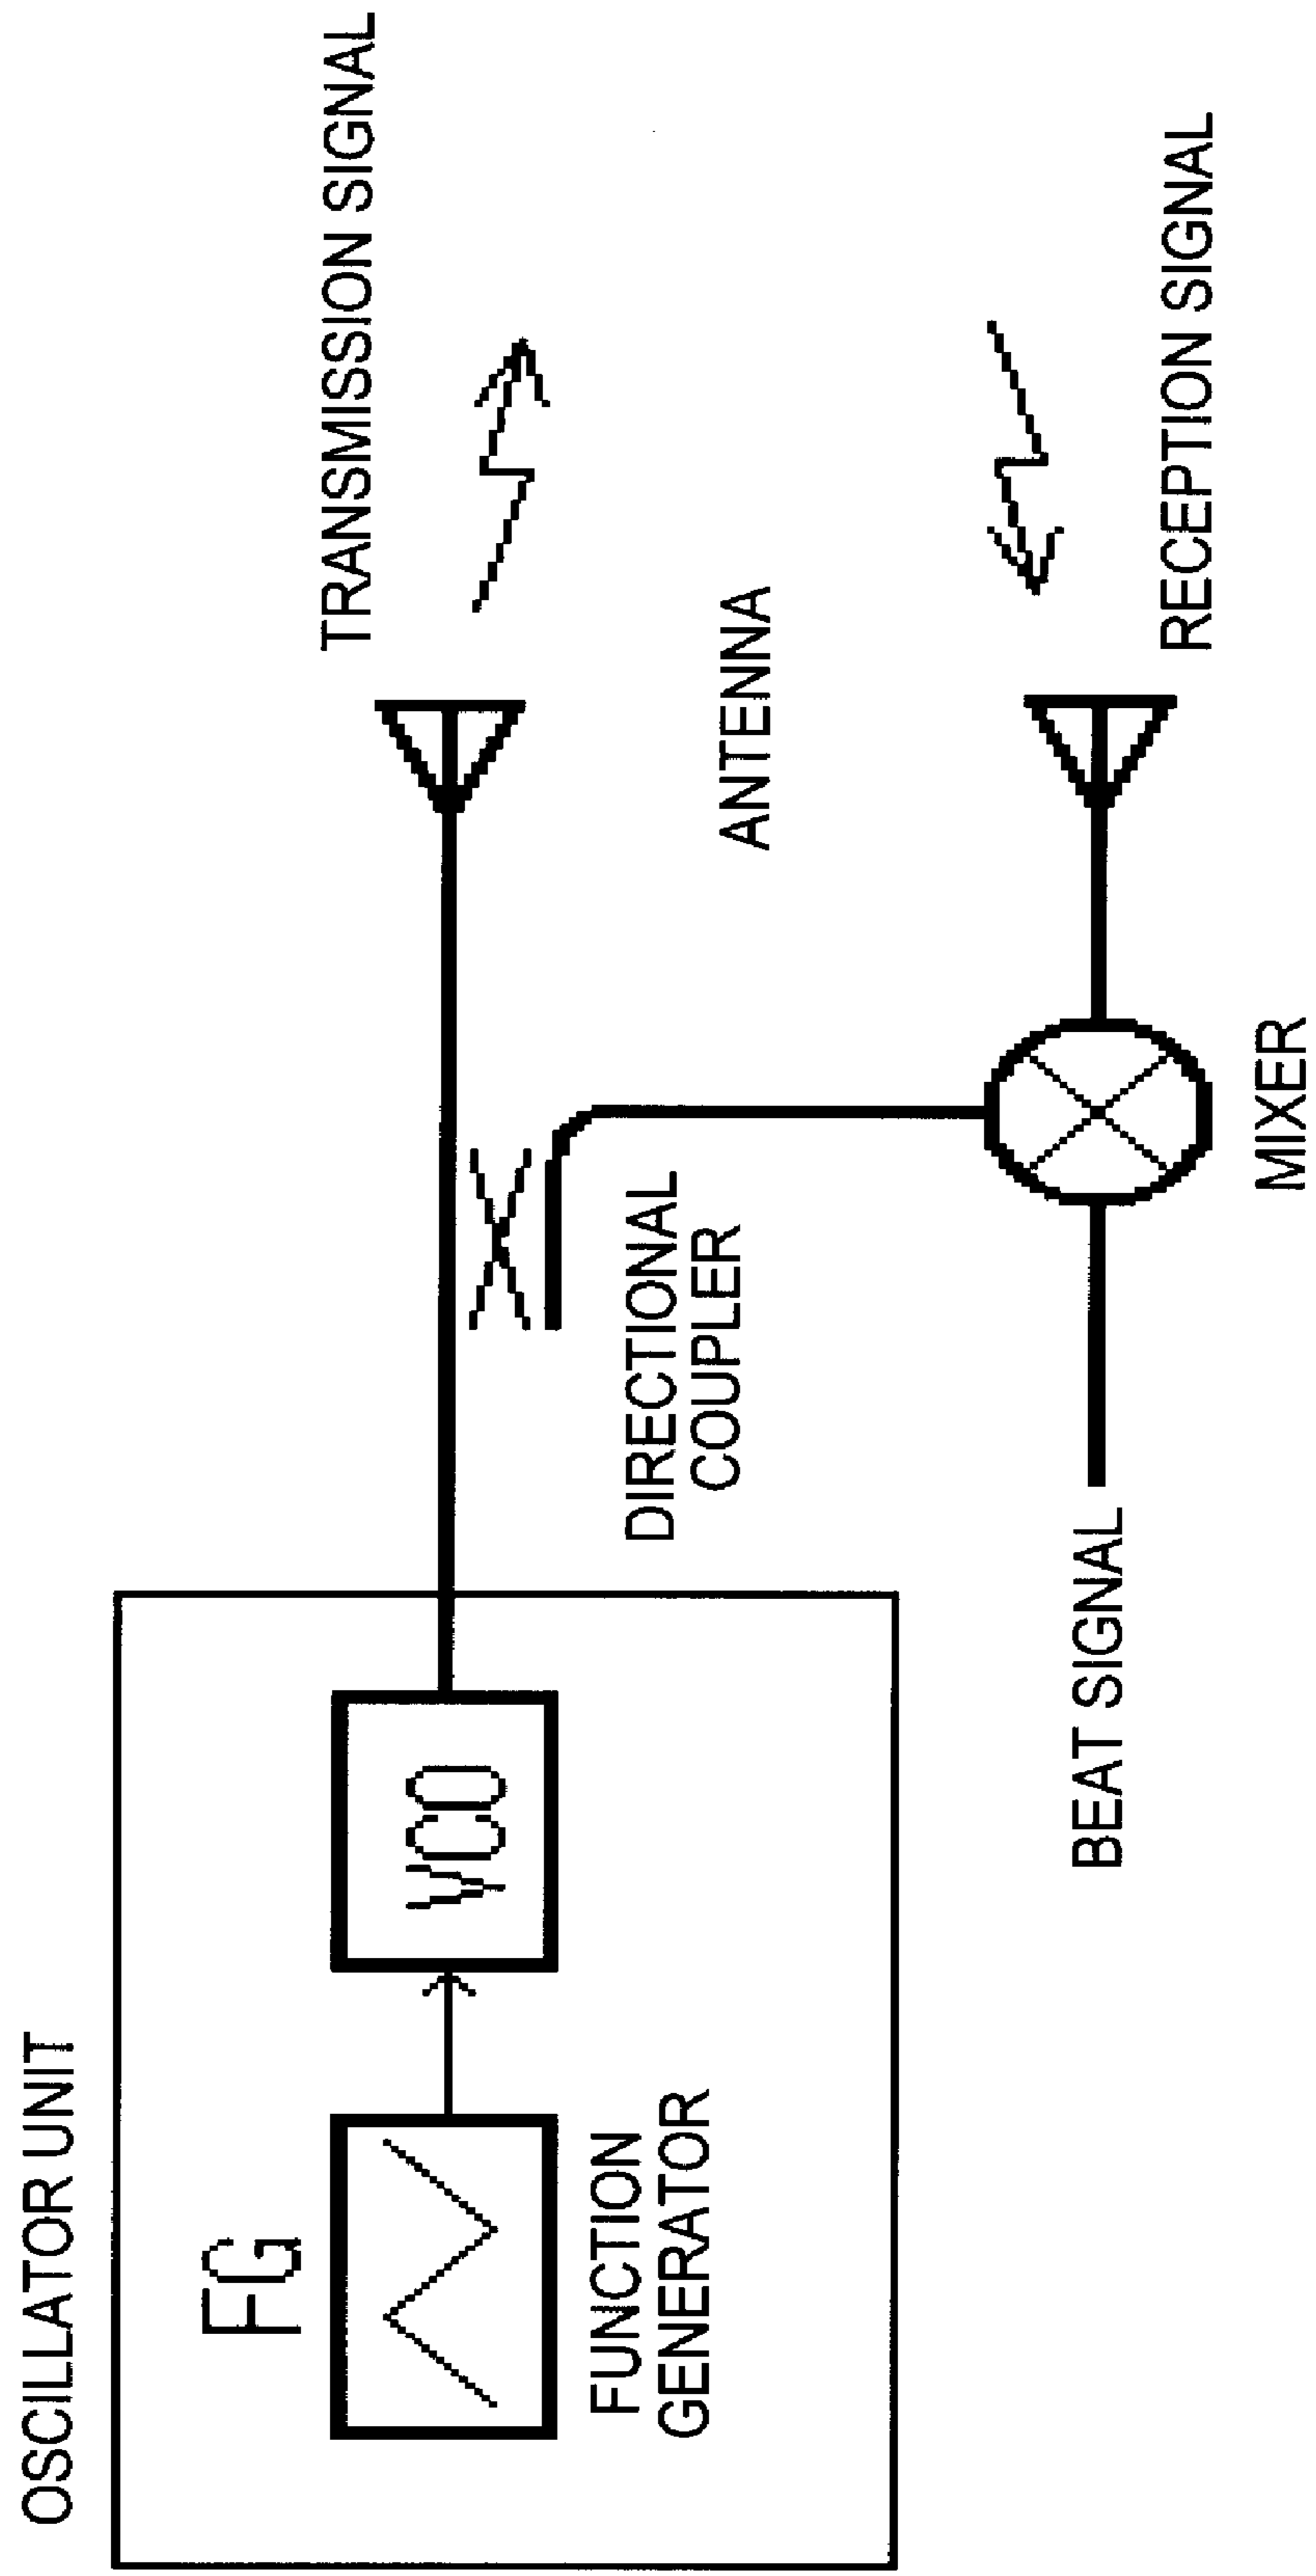 OSCILLATOR UNIT
FG
VCO
FUNCTION
GENERATOR
TRANSMISSION SIGNAL
DIRECTIONAL
COUPLER
ANTENNA
BEAT SIGNAL
RECEPTION SIGNAL
MIXER